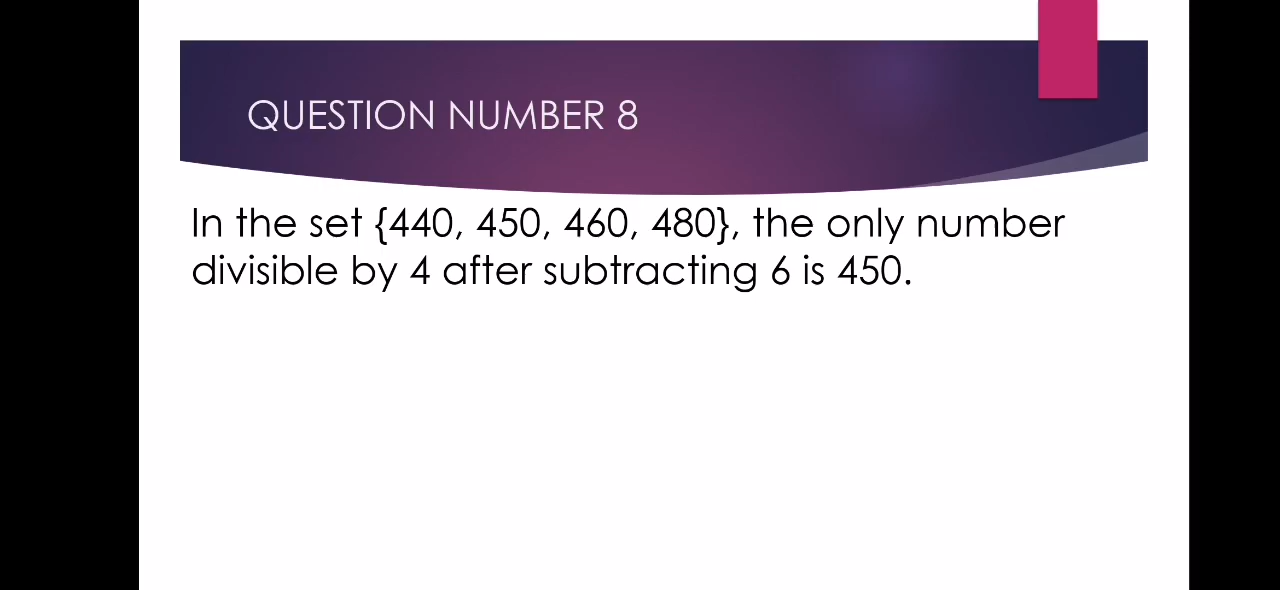 QUESTION NUMBER 8
In the set {440, 450, 460, 480}, the only number
divisible by 4 after subtracting 6 is 450.